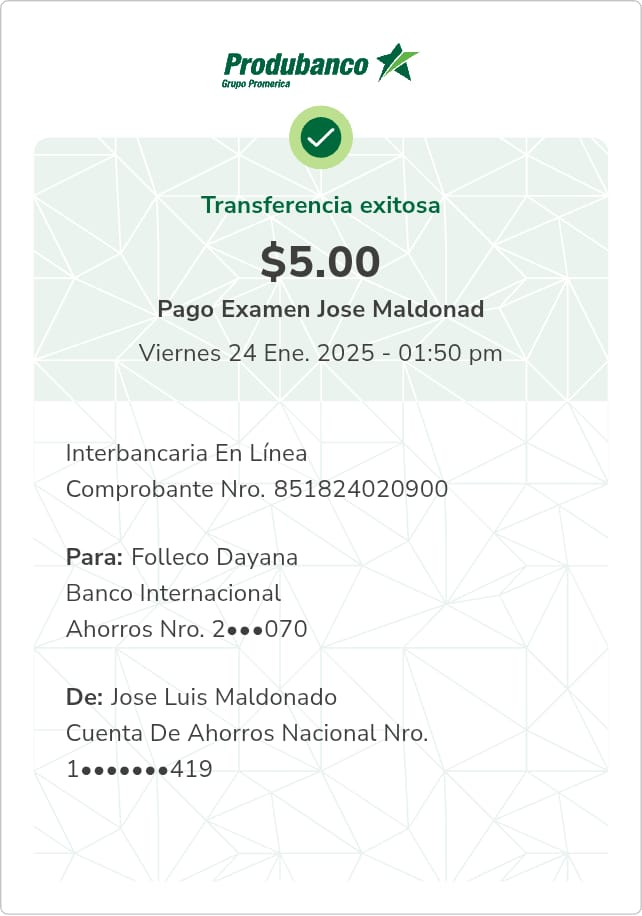 Produbanco
Grupo Promerica
Transferencia exitosa
$5.00
Pago Examen Jose Maldonad
Viernes 24 Ene. 2025 - 01:50 pm
Interbancaria En Línea
Comprobante Nro. 851824020900
Para: Folleco Dayana
Banco Internacional
Ahorros Nro. 2•••070
De: Jose Luis Maldonado
Cuenta De Ahorros Nacional Nro.
1•••••••419